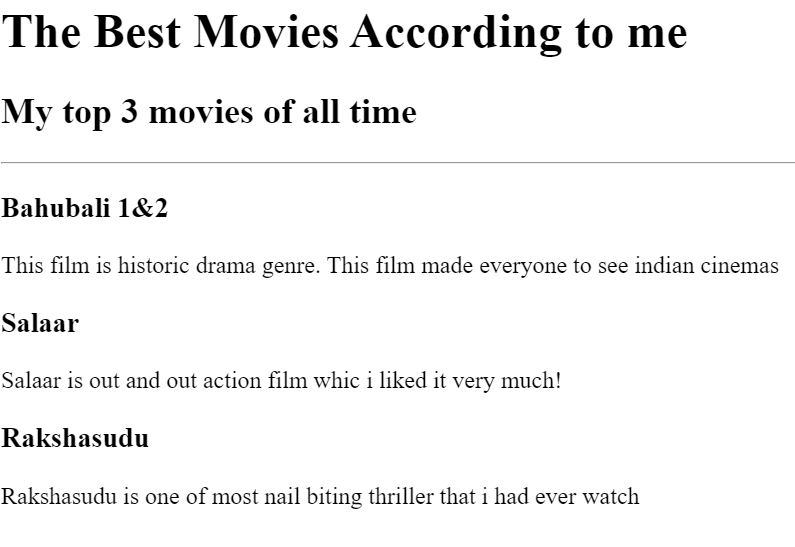 The Best Movies According to me
My top 3 movies of all time
Bahubali 1&2
This film is historic drama genre. This film made everyone to see indian cinemas
Salaar
Salaar is out and out action film whic i liked it very much!
Rakshasudu
Rakshasudu is one of most nail biting thriller that i had ever watch